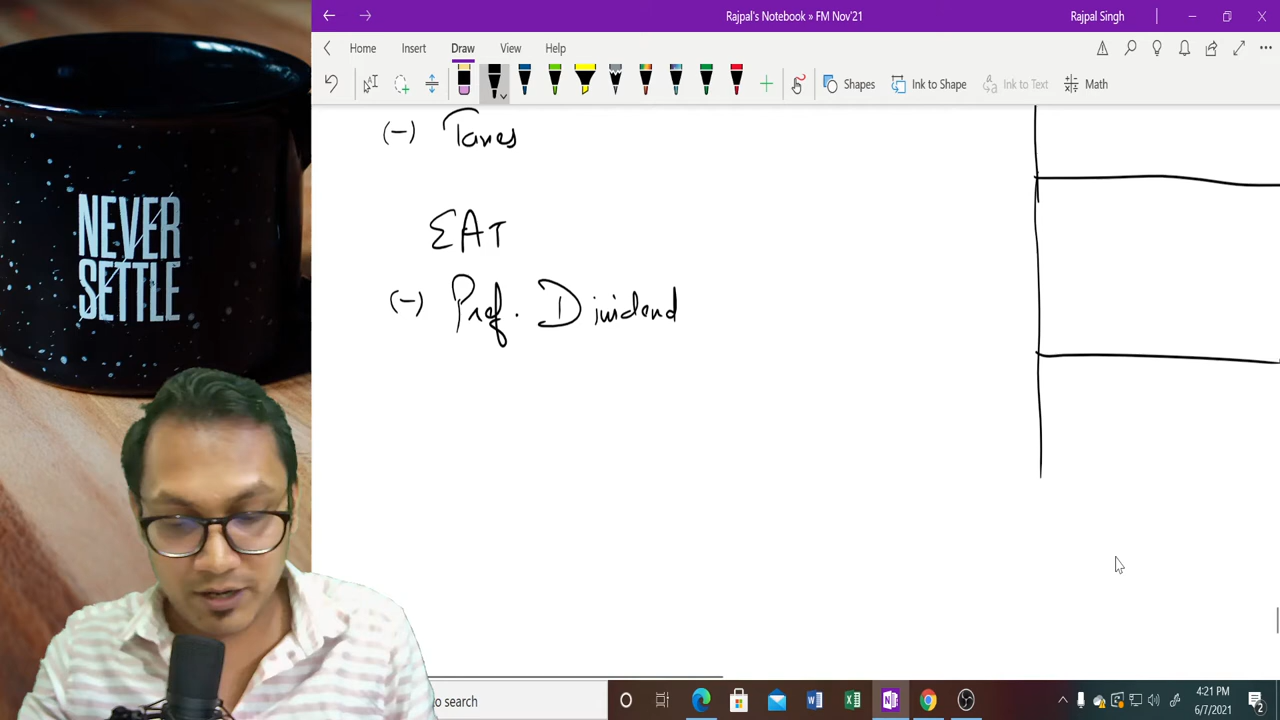 Rajpal's Notebook » FM Nov'21
Rajpal Singh
Home Insert Draw View Help
Shapes Ink to Shape Ink to Text Math
(-) Taxes
EAT
(-) Pref. Dividend
NEVER
SETTLE
o search
4:21 PM
6/7/2021
2